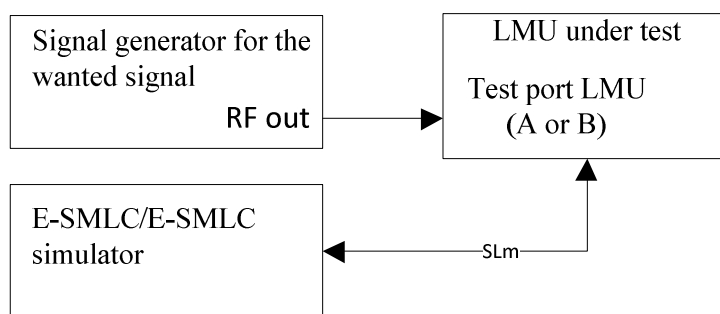 Signal generator for the
wanted signal
RF out
LMU under test
Test port LMU
(A or B)
E-SMLC/E-SMLC
simulator
SLm